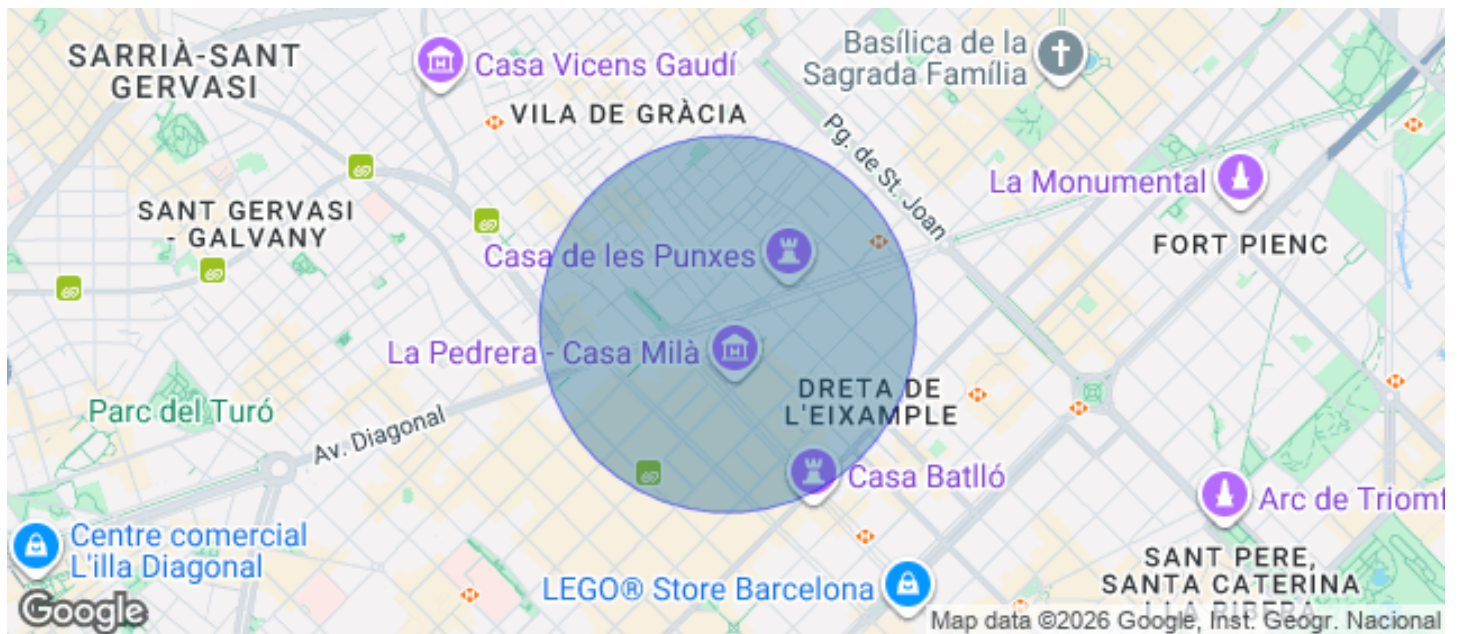 SARRIÀ-SANT
GERVASI
Casa Vicens Gaudí
Basílica de la
Sagrada Família
VILA DE GRÀCIA
Pg. de St. Joan
La Monumental
SANT GERVASI
- GALVANY
Casa de les Punxes
FORT PIENC
La Pedrera - Casa Milà
DRETA DE
L'EIXAMPLE
Parc del Turó
Av. Diagonal
Casa Batlló
Arc de Triomf
Centre comercial
L'illa Diagonal
SANT PERE,
SANTA CATERINA
I LA RIBERA
LEGO® Store Barcelona
Google
Map data ©2026 Google, Inst. Geogr. Nacional